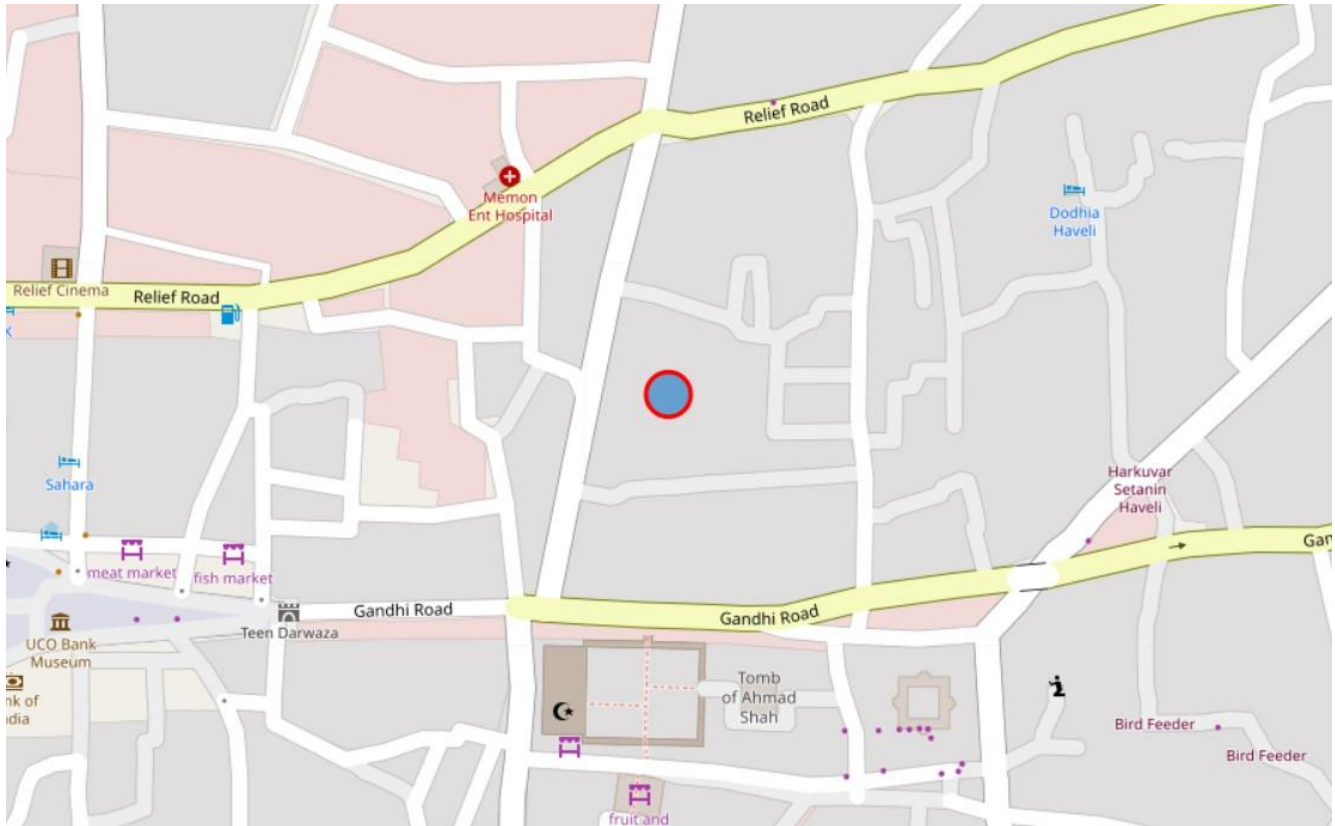 Relief Road
Memon
Ent Hospital
Dodhia
Haveli
Relief Cinema
Relief Road
Sahara
Harkuvar
Setanin
Haveli
meat market
fish market
Gandhi Road
Gandhi Road
Teen Darwaza
UCO Bank
Museum
Tomb
of Ahmad
Shah
Bird Feeder
Bird Feeder
fruit and